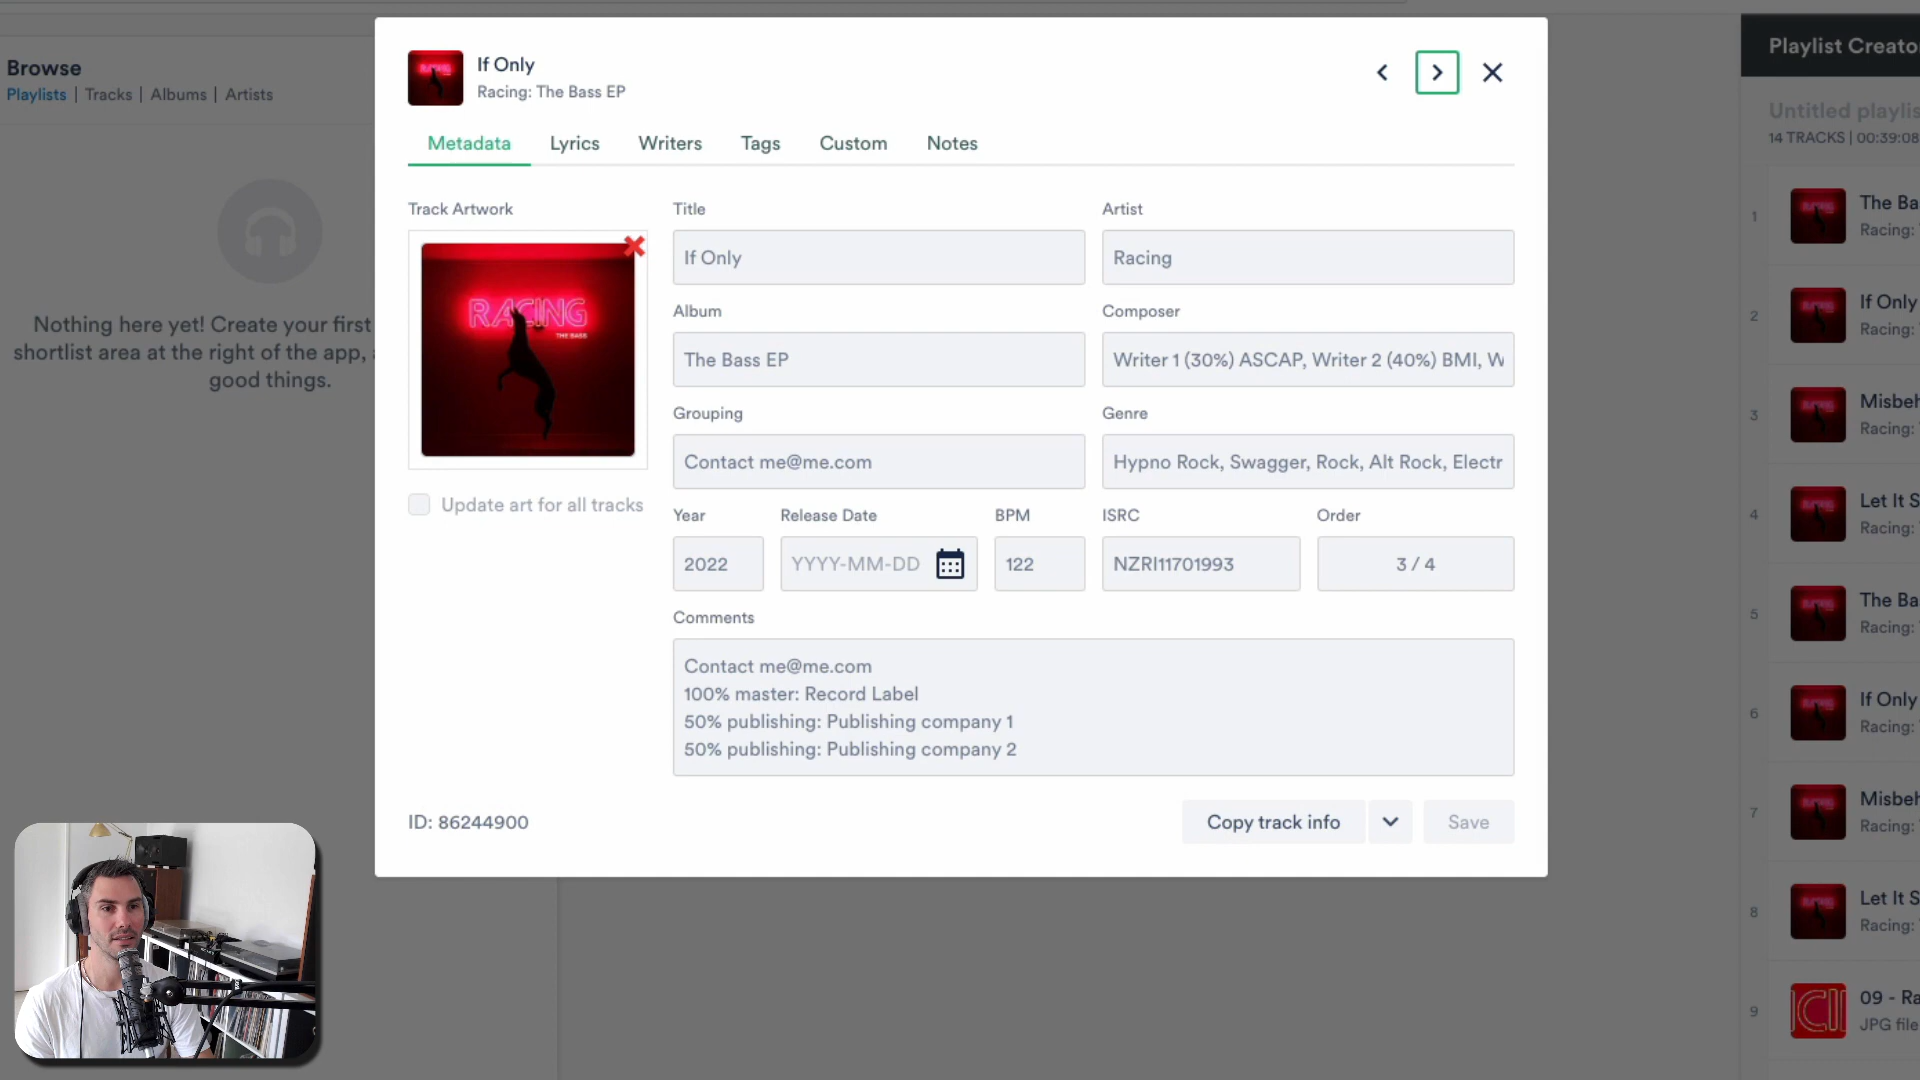 Browse
Playlists | Tracks | Albums | Artists
Nothing here yet! Create your first
shortlist area at the right of the app,
good things.
If Only
Racing: The Bass EP
Metadata
Lyrics
Writers
Tags
Custom
Notes
Track Artwork
RACING
THE BASS
Update art for all tracks
Title
If Only
Artist
Racing
Album
The Bass EP
Composer
Writer 1 (30%) ASCAP, Writer 2 (40%) BMI, W
Grouping
Contact me@me.com
Genre
Hypno Rock, Swagger, Rock, Alt Rock, Electr
Year
2022
Release Date
YYYY-MM-DD
BPM
122
ISRC
NZRI11701993
Order
3 / 4
Comments
Contact me@me.com
100% master: Record Label
50% publishing: Publishing company 1
50% publishing: Publishing company 2
ID: 86244900
Copy track info
Save
Playlist Creato
Untitled playlis
14 TRACKS | 00:39:08
1
The Ba
Racing:
2
If Only
Racing:
3
Misbeh
Racing:
4
Let It S
Racing:
5
The Ba
Racing:
6
If Only
Racing:
7
Misbeh
Racing:
8
Let It S
Racing:
9
09 - Ra
JPG file